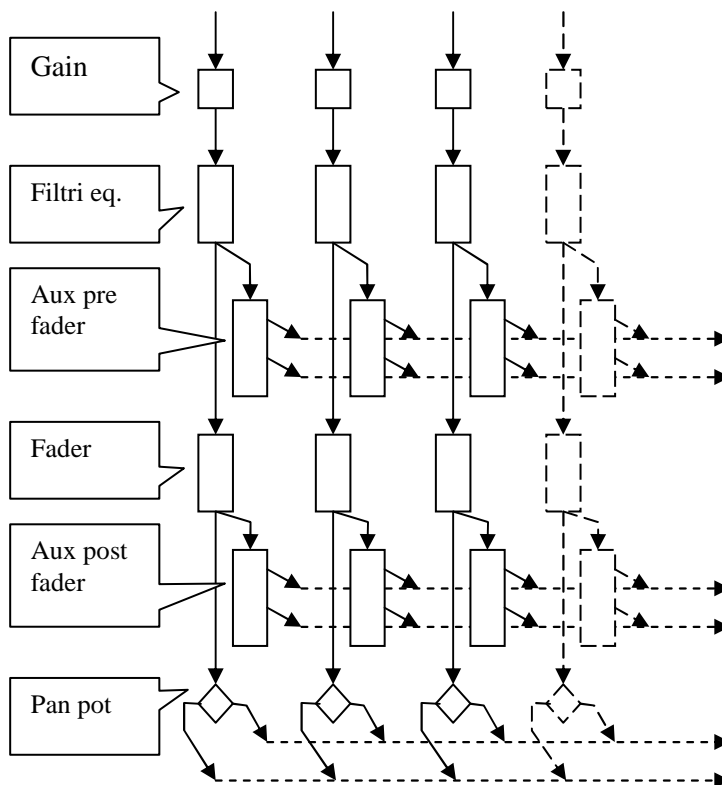 Gain
Filtri eq.
Aux pre
fader
Fader
Aux post
fader
Pan pot